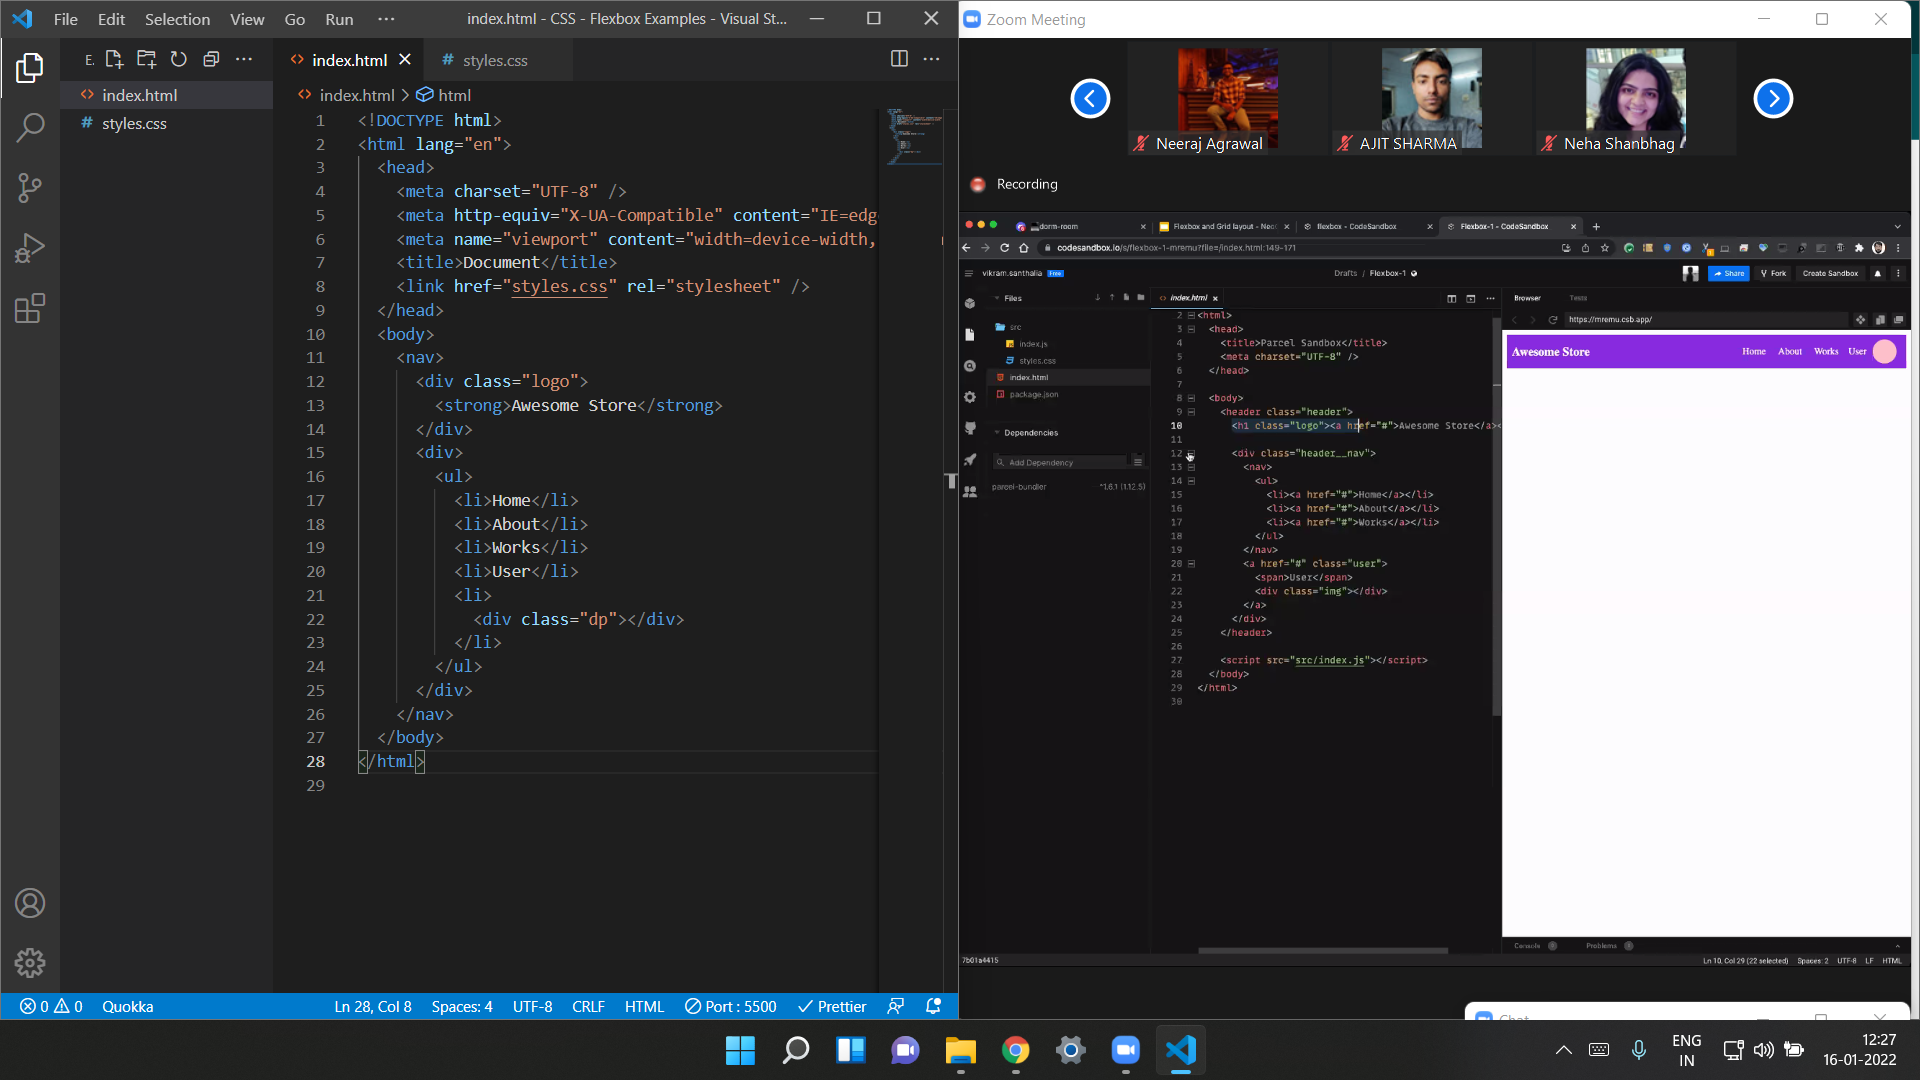 File Edit Selection View Go Run ··· index.html - CSS - Flexbox Examples - Visual St...
E.
index.html
styles.css
index.html
styles.css
index.html > html
1 <!DOCTYPE html>
2 <html lang="en">
3 <head>
4 <meta charset="UTF-8" />
5 <meta http-equiv="X-UA-Compatible" content="IE=edg
6 <meta name="viewport" content="width=device-width,
7 <title>Document</title>
8 <link href="styles.css" rel="stylesheet" />
9 </head>
10 <body>
11 <nav>
12 <div class="logo">
13 <strong>Awesome Store</strong>
14 </div>
15 <div>
16 <ul>
17 <li>Home</li>
18 <li>About</li>
19 <li>Works</li>
20 <li>User</li>
21 <li>
22 <div class="dp"></div>
23 </li>
24 </ul>
25 </div>
26 </nav>
27 </body>
28 </html>
29
0 0 Quokka Ln 28, Col 8 Spaces: 4 UTF-8 CRLF HTML Port : 5500 Prettier
Zoom Meeting
Neeraj Agrawal
AJIT SHARMA
Neha Shanbhag
Recording
dorm-room
Flexbox and Grid layout - Neo
flexbox - CodeSandbox
Flexbox-1 - CodeSandbox
codesandbox.io/s/flexbox-1-mremu?file=/index.html:149-171
vikram.santhalia Free Drafts / Flexbox-1 Share Fork Create Sandbox
Files
src
index.js
styles.css
index.html
package.json
Dependencies
Add Dependency
parcel-bundler ^1.6.1 (1.12.5)
index.html
2 <html>
3 <head>
4 <title>Parcel Sandbox</title>
5 <meta charset="UTF-8" />
6 </head>
7
8 <body>
9 <header class="header">
10 <h1 class="logo"><a href="#">Awesome Store</a><
11
12 <div class="header__nav">
13 <nav>
14 <ul>
15 <li><a href="#">Home</a></li>
16 <li><a href="#">About</a></li>
17 <li><a href="#">Works</a></li>
18 </ul>
19 </nav>
20 <a href="#" class="user">
21 <span>User</span>
22 <div class="img"></div>
23 </a>
24 </div>
25 </header>
26
27 <script src="src/index.js"></script>
28 </body>
29 </html>
30
Browser Tests
https://mremu.csb.app/
Awesome Store Home About Works User
Console 0 Problems 0
7b01a4415 Ln 10, Col 29 (22 selected) Spaces: 2 UTF-8 LF HTML
Chat
ENG
IN
12:27
16-01-2022